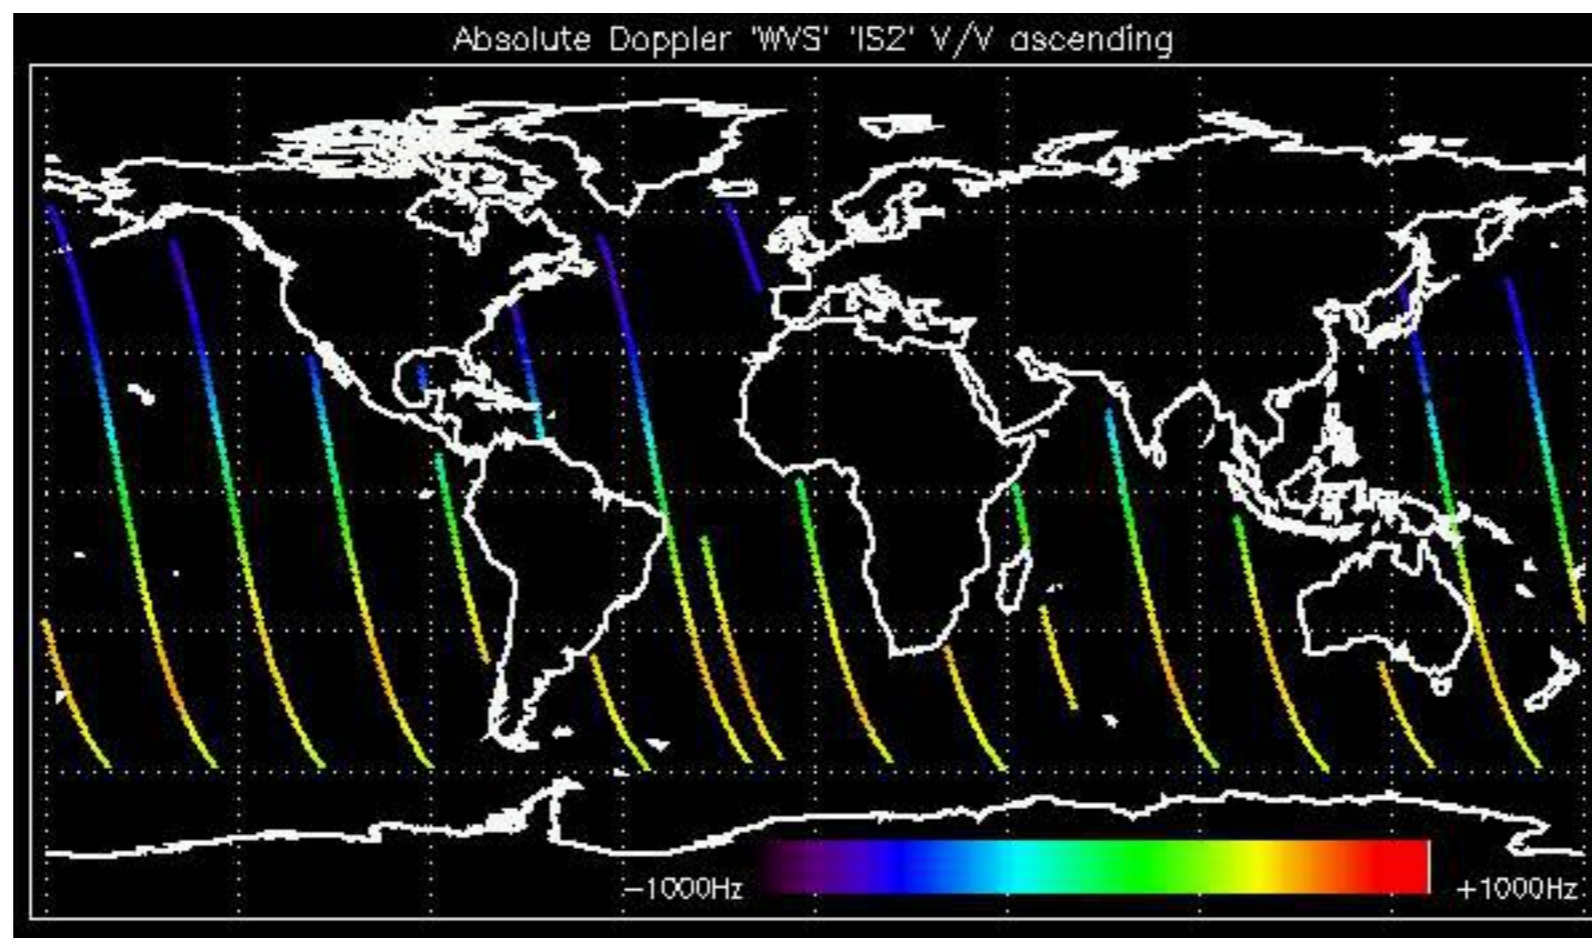 Absolute Doppler 'WVS' 'IS2' V/V ascending
−1000Hz +1000Hz